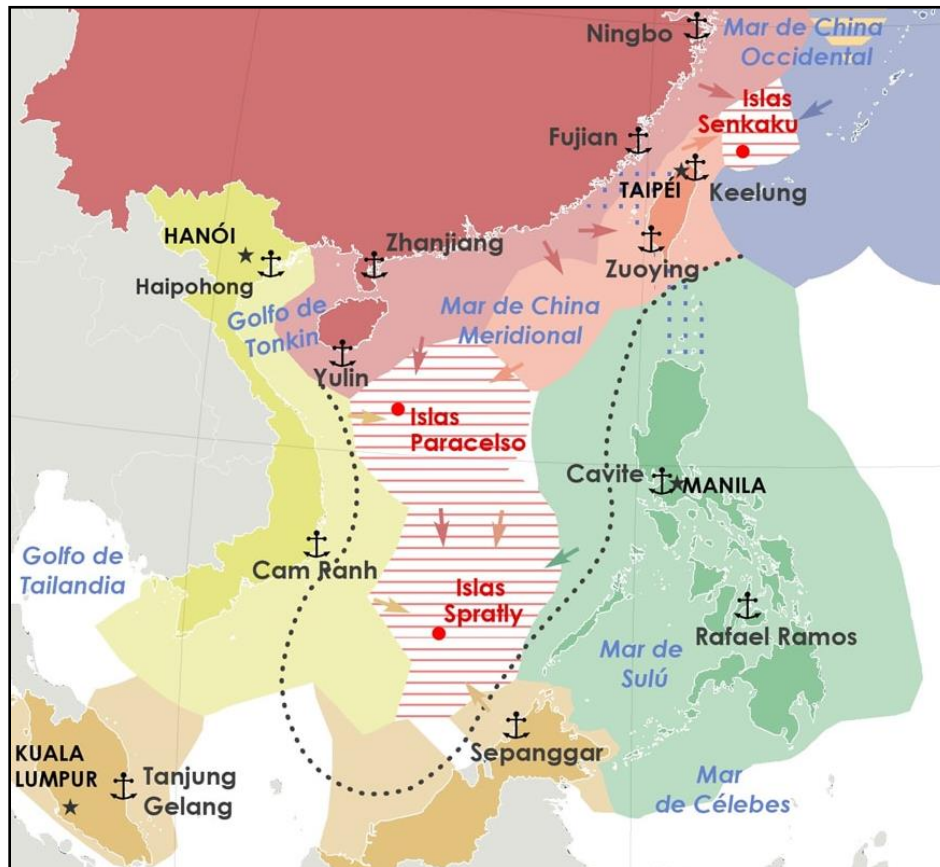 Ningbo
Mar de China
Occidental
Islas
Senkaku
Fujian
TAIPÉI
Keelung
HANÓI
Zhanjiang
Zuoying
Haipohong
Golfo de
Tonkin
Mar de China
Meridional
Yulin
Islas
Paracelso
Cavite
MANILA
Golfo de
Tailandia
Cam Ranh
Islas
Spratly
Rafael Ramos
Mar de
Sulú
KUALA
LUMPUR
Tanjung
Gelang
Sepanggar
Mar
de Célebes